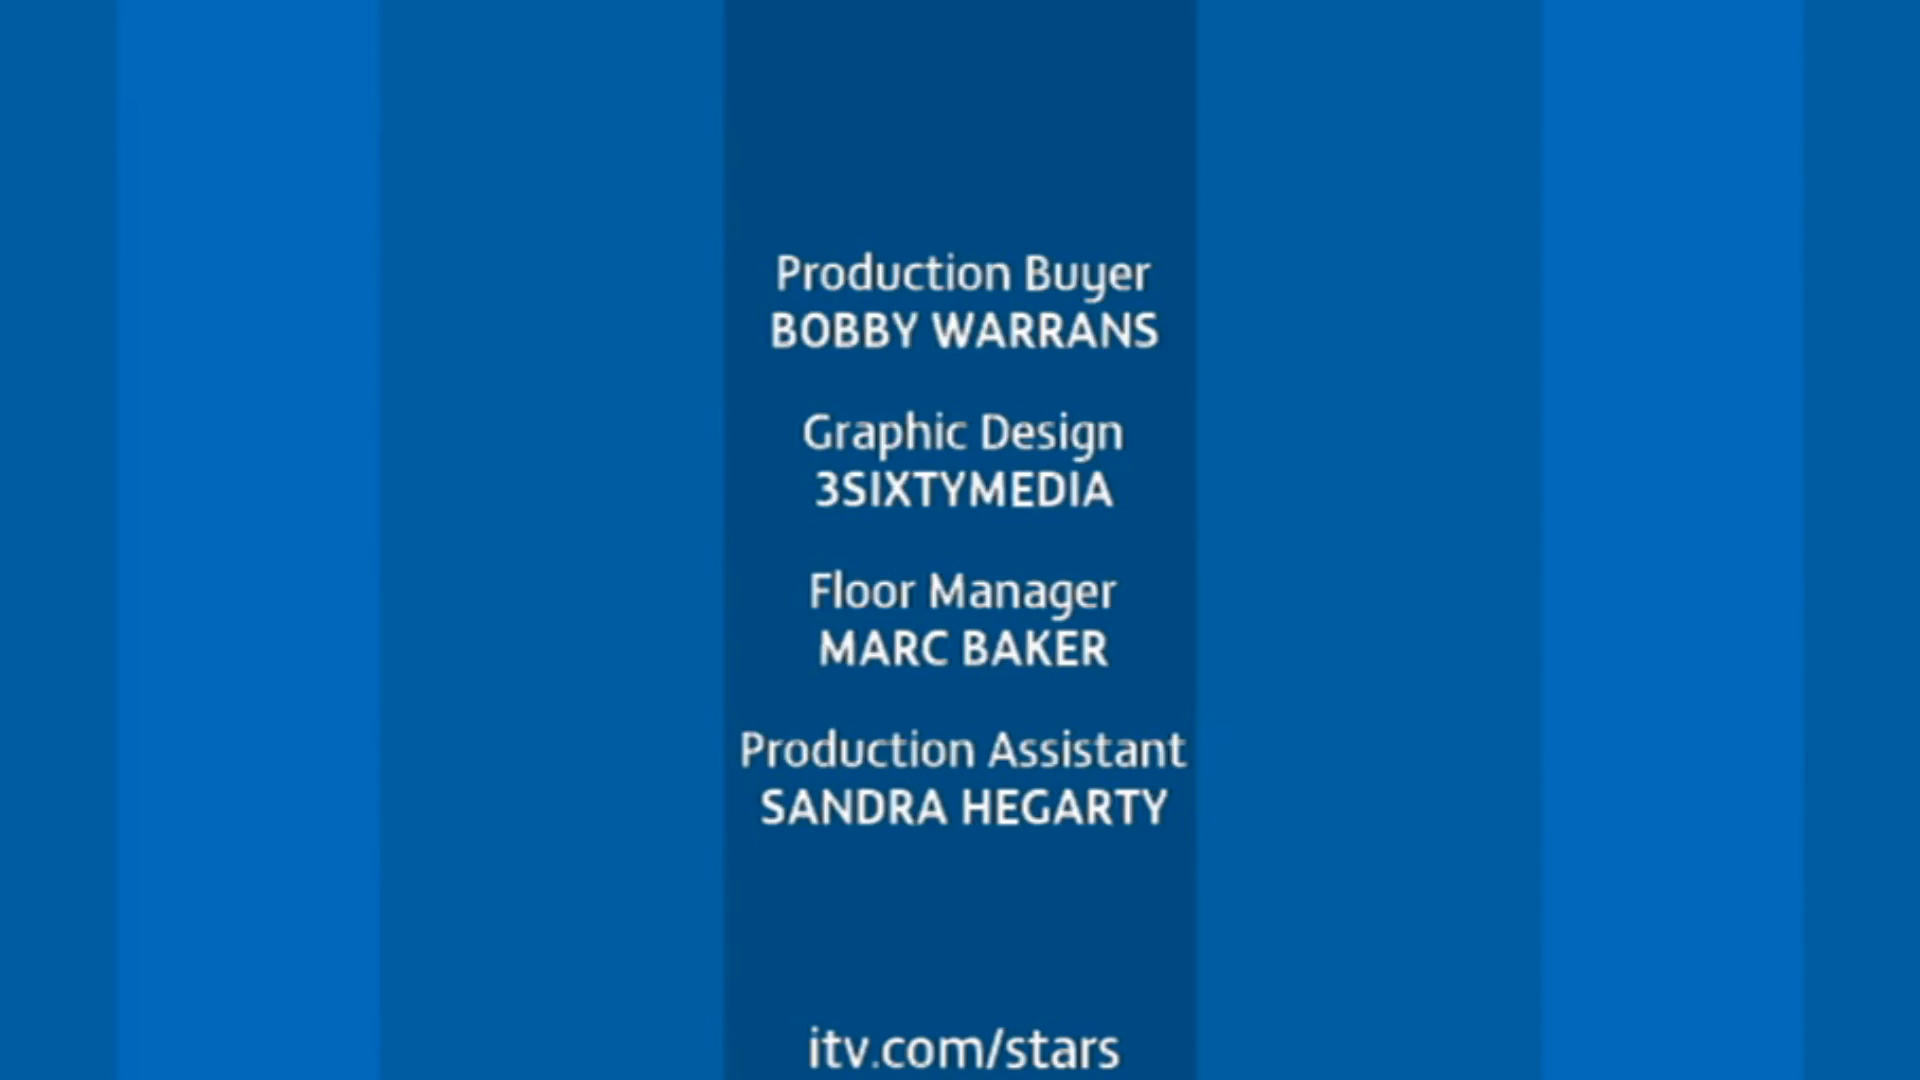 Production Buyer
BOBBY WARRANS
Graphic Design
3SIXTYMEDIA
Floor Manager
MARC BAKER
Production Assistant
SANDRA HEGARTY
itv.com/stars